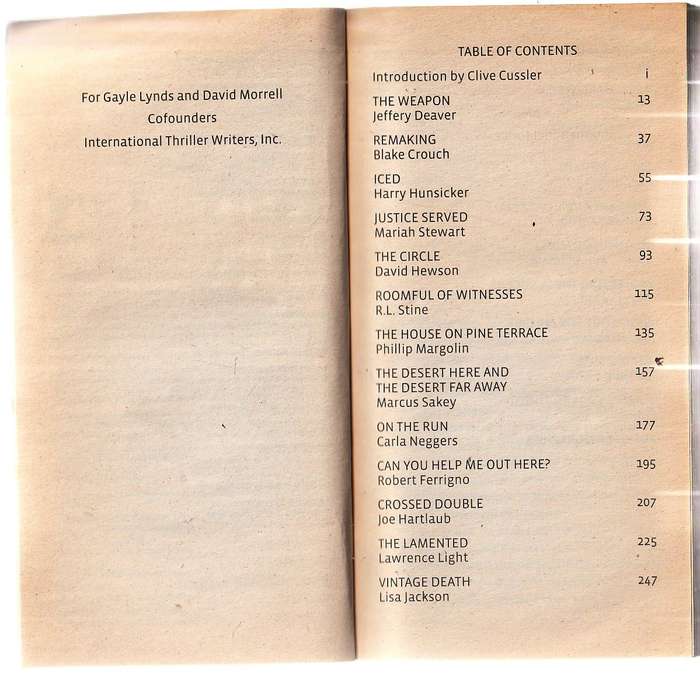 For Gayle Lynds and David Morrell
Cofounders
International Thriller Writers, Inc.
TABLE OF CONTENTS
Introduction by Clive Cussler i
THE WEAPON 13
Jeffery Deaver
REMAKING 37
Blake Crouch
ICED 55
Harry Hunsicker
JUSTICE SERVED 73
Mariah Stewart
THE CIRCLE 93
David Hewson
ROOMFUL OF WITNESSES 115
R.L. Stine
THE HOUSE ON PINE TERRACE 135
Phillip Margolin
THE DESERT HERE AND 157
THE DESERT FAR AWAY
Marcus Sakey
ON THE RUN 177
Carla Neggers
CAN YOU HELP ME OUT HERE? 195
Robert Ferrigno
CROSSED DOUBLE 207
Joe Hartlaub
THE LAMENTED 225
Lawrence Light
VINTAGE DEATH 247
Lisa Jackson